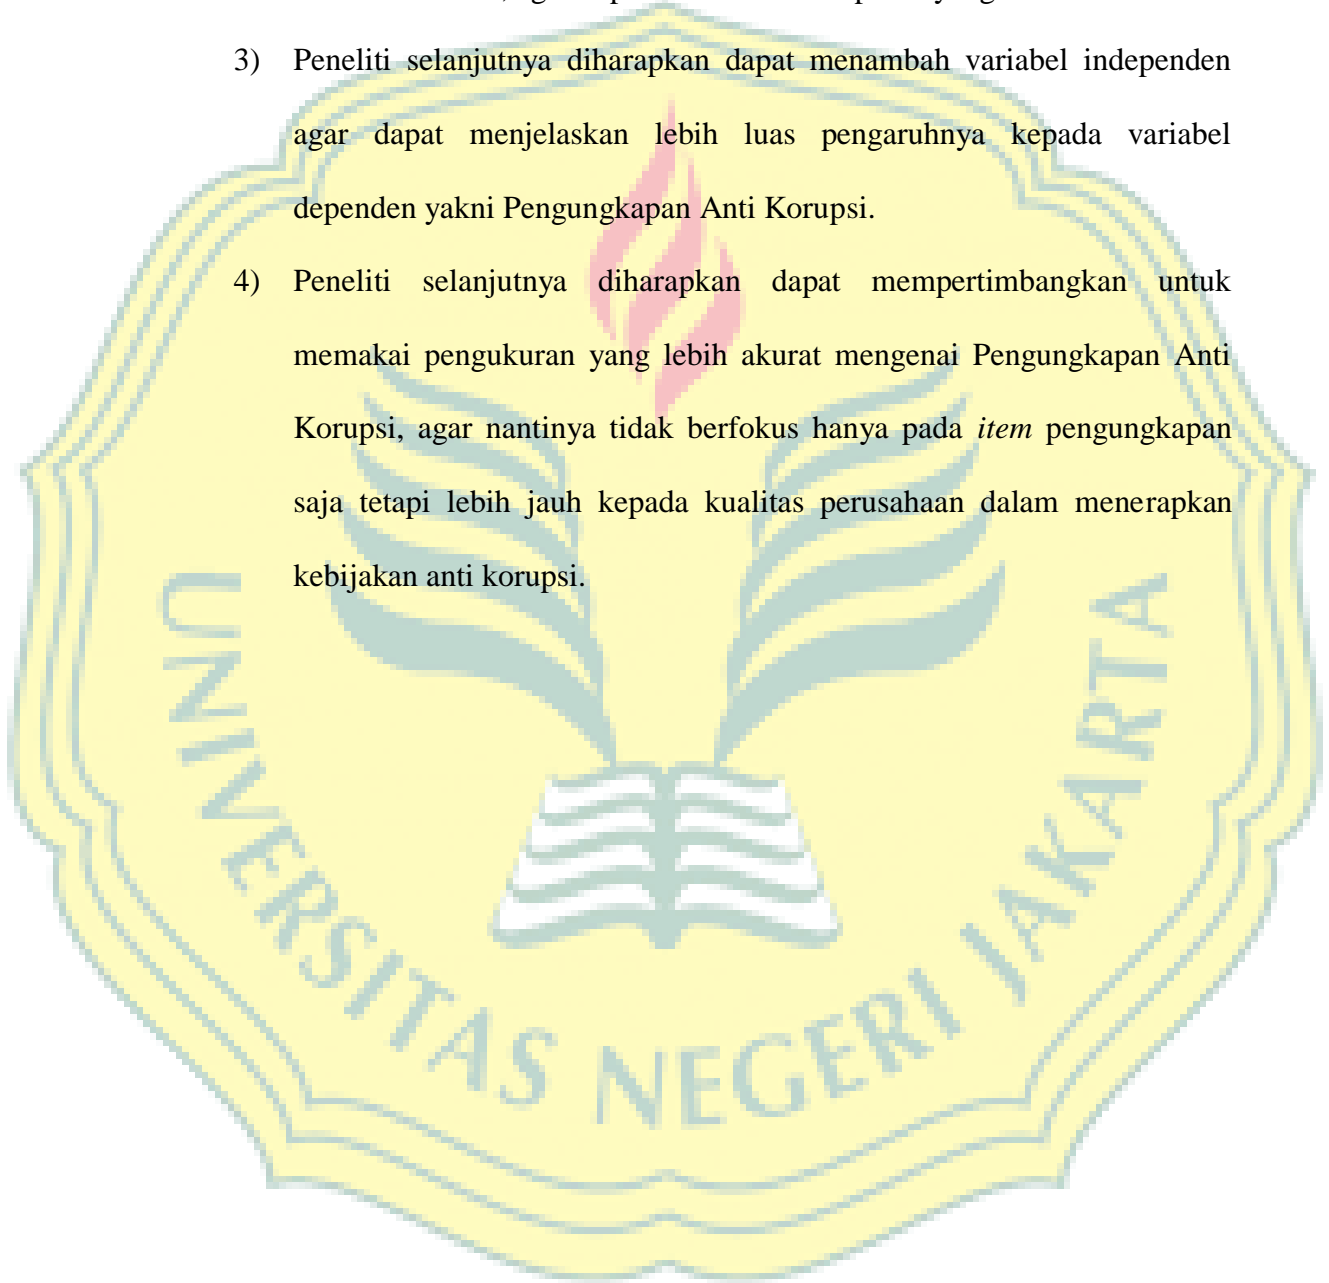 3) Peneliti selanjutnya diharapkan dapat menambah variabel independen
agar dapat menjelaskan lebih luas pengaruhnya kepada variabel
dependen yakni Pengungkapan Anti Korupsi.
4) Peneliti selanjutnya diharapkan dapat mempertimbangkan untuk
memakai pengukuran yang lebih akurat mengenai Pengungkapan Anti
Korupsi, agar nantinya tidak berfokus hanya pada item pengungkapan
saja tetapi lebih jauh kepada kualitas perusahaan dalam menerapkan
kebijakan anti korupsi.
UNIVERSITAS NEGERI JAKARTA